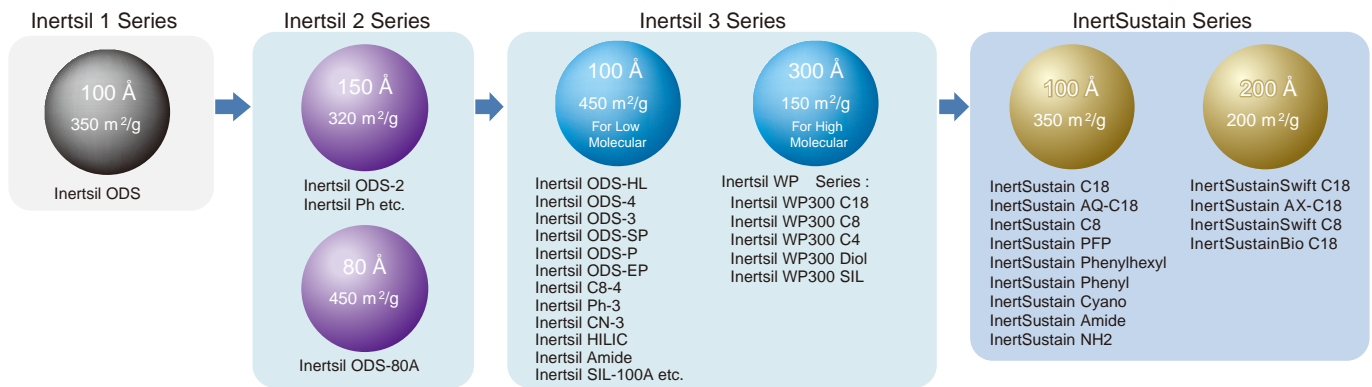 Inertsil 1 Series
100 Å
350 m²/g
Inertsil ODS
Inertsil 2 Series
150 Å
320 m²/g
Inertsil ODS-2
Inertsil Ph etc.
80 Å
450 m²/g
Inertsil ODS-80A
Inertsil 3 Series
100 Å
450 m²/g
For Low
Molecular
Inertsil ODS-HL
Inertsil ODS-4
Inertsil ODS-3
Inertsil ODS-SP
Inertsil ODS-P
Inertsil ODS-EP
Inertsil C8-4
Inertsil Ph-3
Inertsil CN-3
Inertsil HILIC
Inertsil Amide
Inertsil SIL-100A etc.
300 Å
150 m²/g
For High
Molecular
Inertsil WP Series :
Inertsil WP300 C18
Inertsil WP300 C8
Inertsil WP300 C4
Inertsil WP300 Diol
Inertsil WP300 SIL
InertSustain Series
100 Å
350 m²/g
InertSustain C18
InertSustain AQ-C18
InertSustain C8
InertSustain PFP
InertSustain Phenylhexyl
InertSustain Phenyl
InertSustain Cyano
InertSustain Amide
InertSustain NH2
200 Å
200 m²/g
InertSustainSwift C18
InertSustain AX-C18
InertSustainSwift C8
InertSustainBio C18